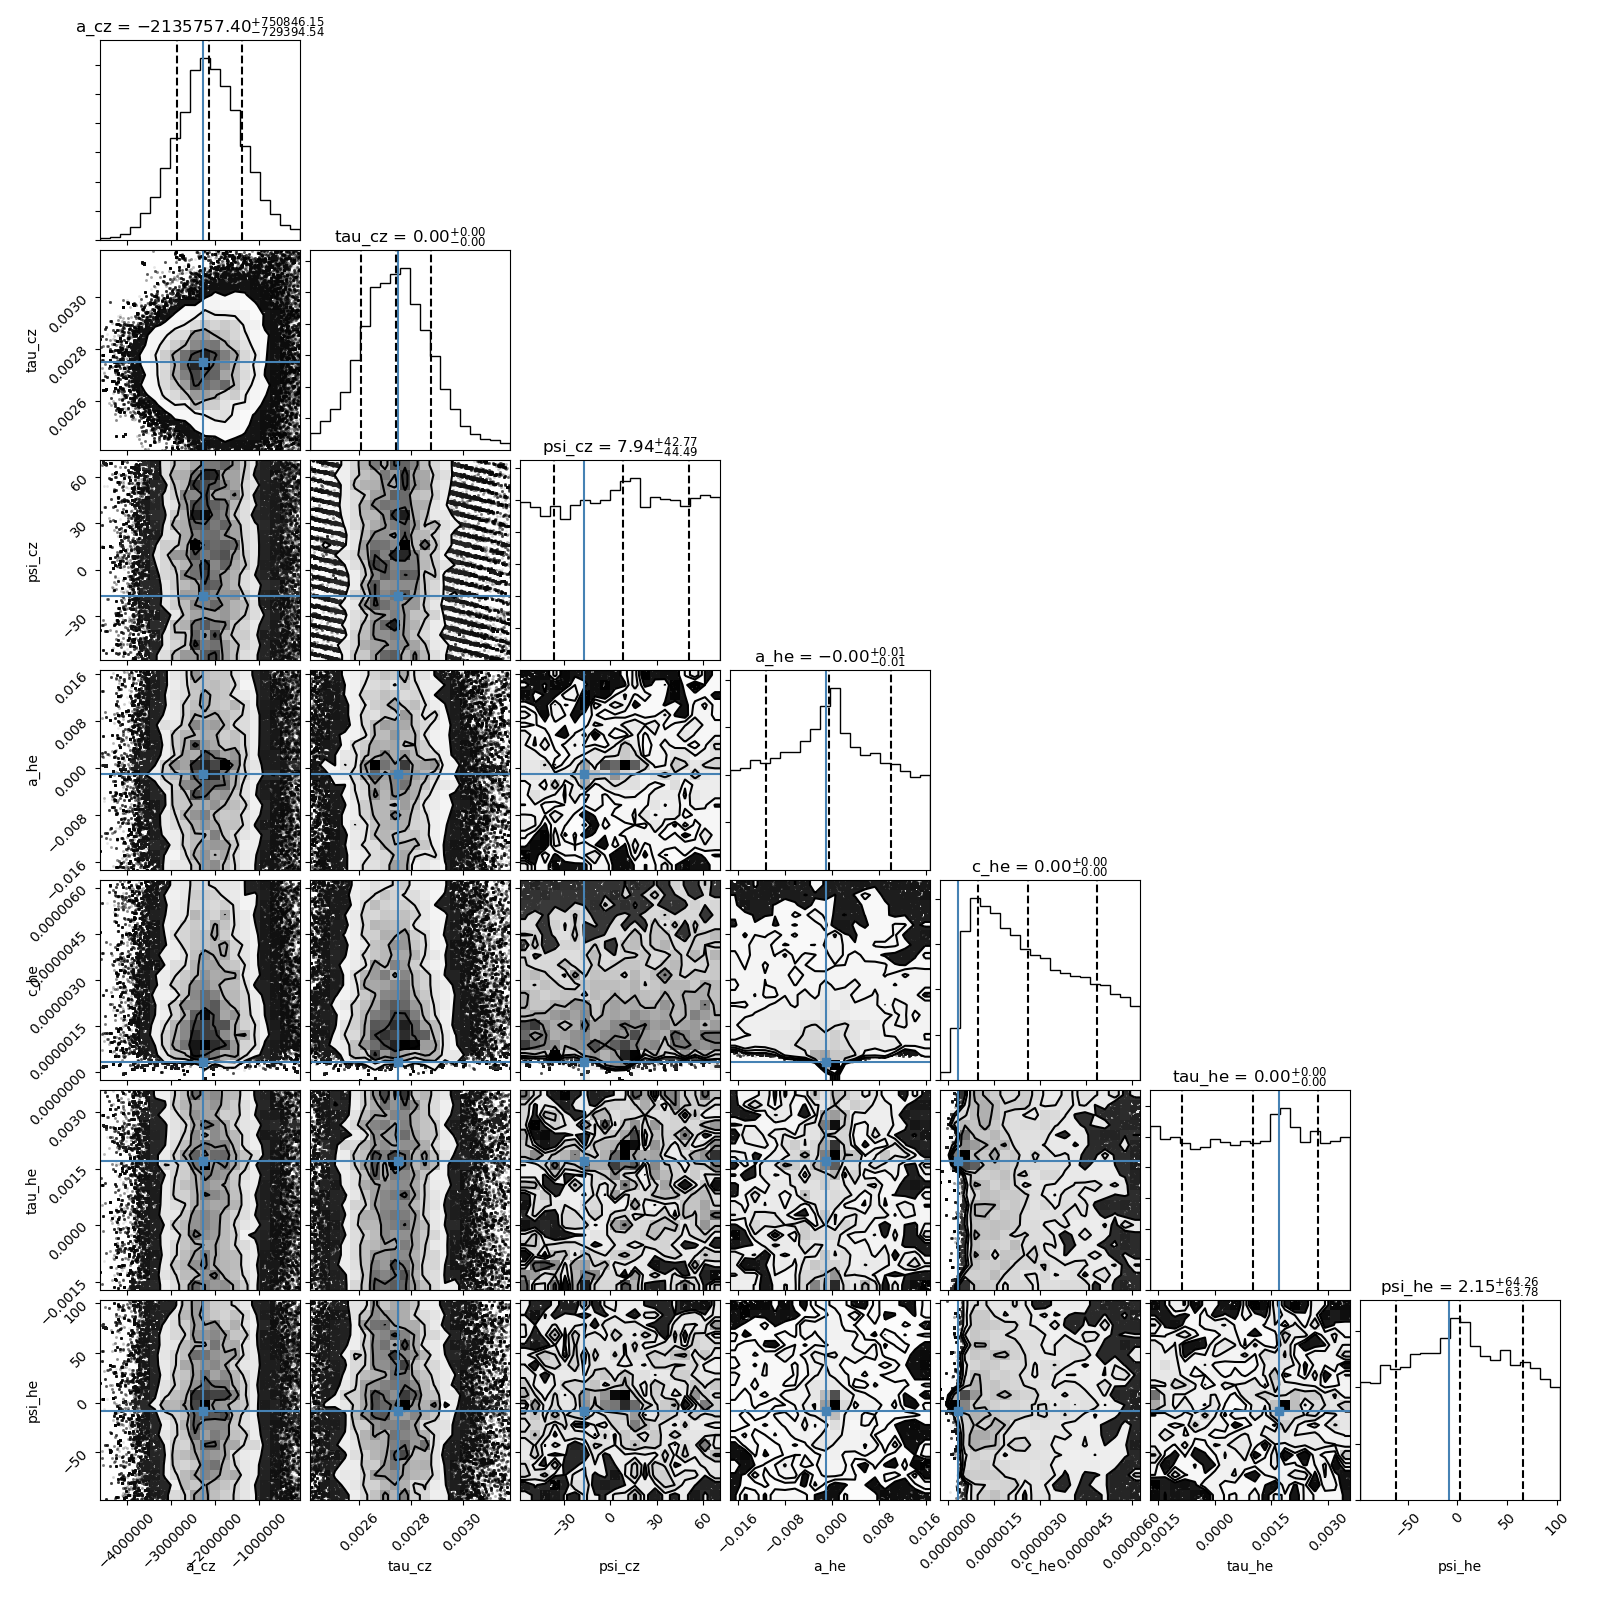 a_cz = −2135757.40 +750846.15 −729394.54
tau_cz = 0.00 +0.00 −0.00
tau_cz
0.0030
0.0028
0.0026
psi_cz = 7.94 +42.77 −44.49
psi_cz
60
30
0
−30
a_he = −0.00 +0.01 −0.01
a_he
0.016
0.008
0.000
−0.008
−0.016
c_he = 0.00 +0.00 −0.00
c_he
0.0000060
0.0000045
0.0000030
0.0000015
0.0000000
tau_he = 0.00 +0.00 −0.00
tau_he
0.0030
0.0015
0.0000
−0.0015
psi_he = 2.15 +64.26 −63.78
psi_he
100
50
0
−50
−4000000
−3000000
−2000000
−1000000
0.0026
0.0028
0.0030
−30
0
30
60
−0.016
−0.008
0.000
0.008
0.016
0.0000000
0.0000015
0.0000030
0.0000045
0.0000060
−0.0015
0.0000
0.0015
0.0030
−50
0
50
100
a_cz
tau_cz
psi_cz
a_he
c_he
tau_he
psi_he